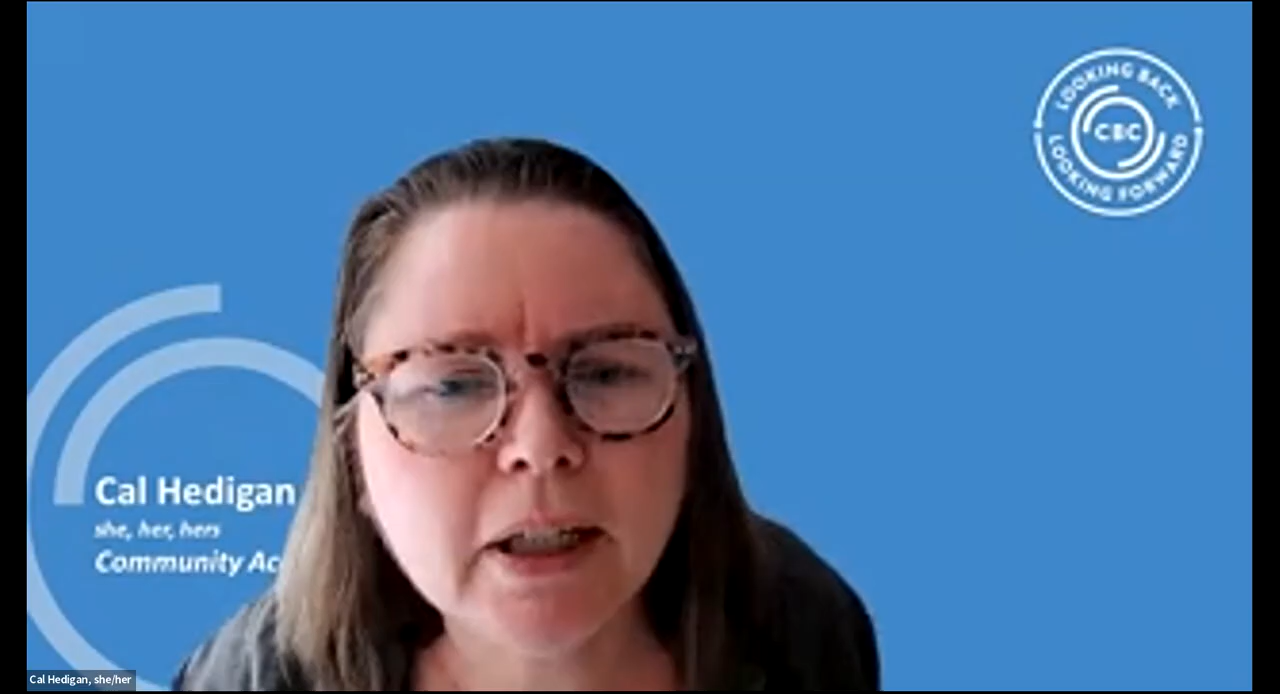 LOOKING BACK
CBC
LOOKING FORWARD
Cal Hedigan
she, her, hers
Community Ac
Cal Hedigan, she/her